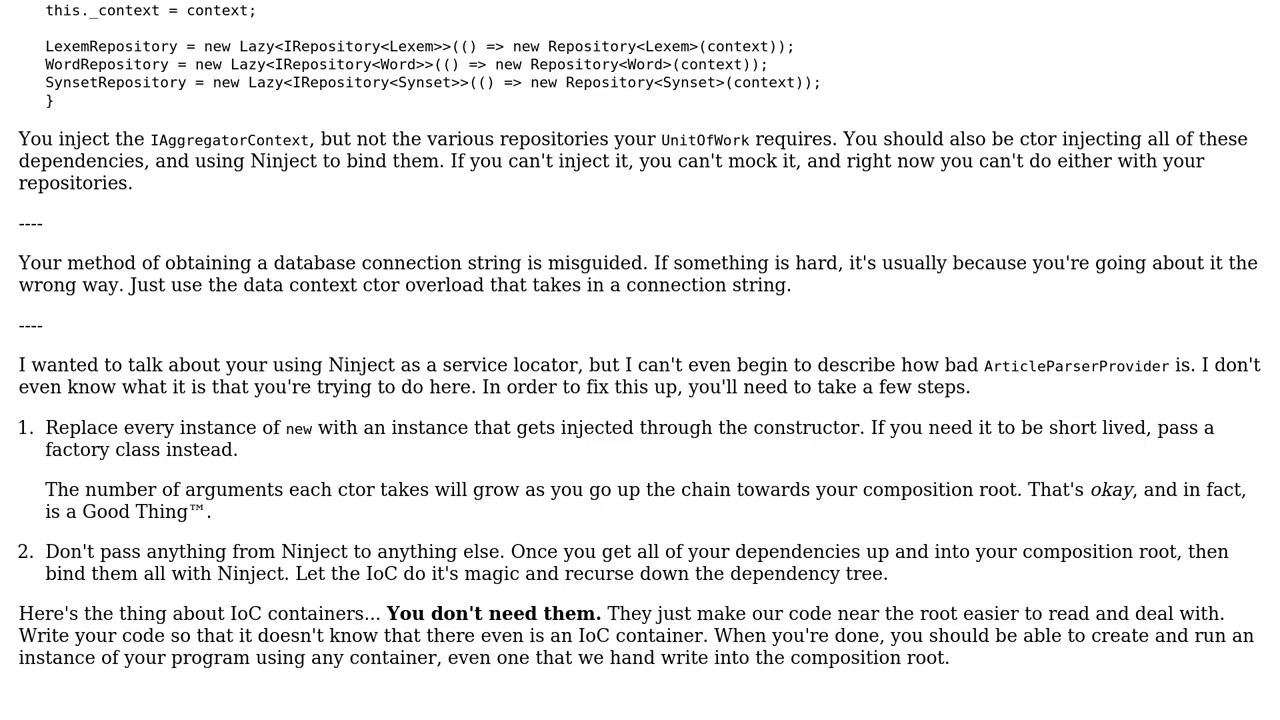 this._context = context;
LexemRepository = new Lazy<IRepository<Lexem>>(() => new Repository<Lexem>(context));
WordRepository = new Lazy<IRepository<Word>>(() => new Repository<Word>(context));
SynsetRepository = new Lazy<IRepository<Synset>>(() => new Repository<Synset>(context));
}
You inject the IAggregatorContext, but not the various repositories your UnitOfWork requires. You should also be ctor injecting all of these
dependencies, and using Ninject to bind them. If you can't inject it, you can't mock it, and right now you can't do either with your
repositories.
----
Your method of obtaining a database connection string is misguided. If something is hard, it's usually because you're going about it the
wrong way. Just use the data context ctor overload that takes in a connection string.
----
I wanted to talk about your using Ninject as a service locator, but I can't even begin to describe how bad ArticleParserProvider is. I don't
even know what it is that you're trying to do here. In order to fix this up, you'll need to take a few steps.
1. Replace every instance of new with an instance that gets injected through the constructor. If you need it to be short lived, pass a
factory class instead.
The number of arguments each ctor takes will grow as you go up the chain towards your composition root. That's okay, and in fact,
is a Good Thing™.
2. Don't pass anything from Ninject to anything else. Once you get all of your dependencies up and into your composition root, then
bind them all with Ninject. Let the IoC do it's magic and recurse down the dependency tree.
Here's the thing about IoC containers... You don't need them. They just make our code near the root easier to read and deal with.
Write your code so that it doesn't know that there even is an IoC container. When you're done, you should be able to create and run an
instance of your program using any container, even one that we hand write into the composition root.